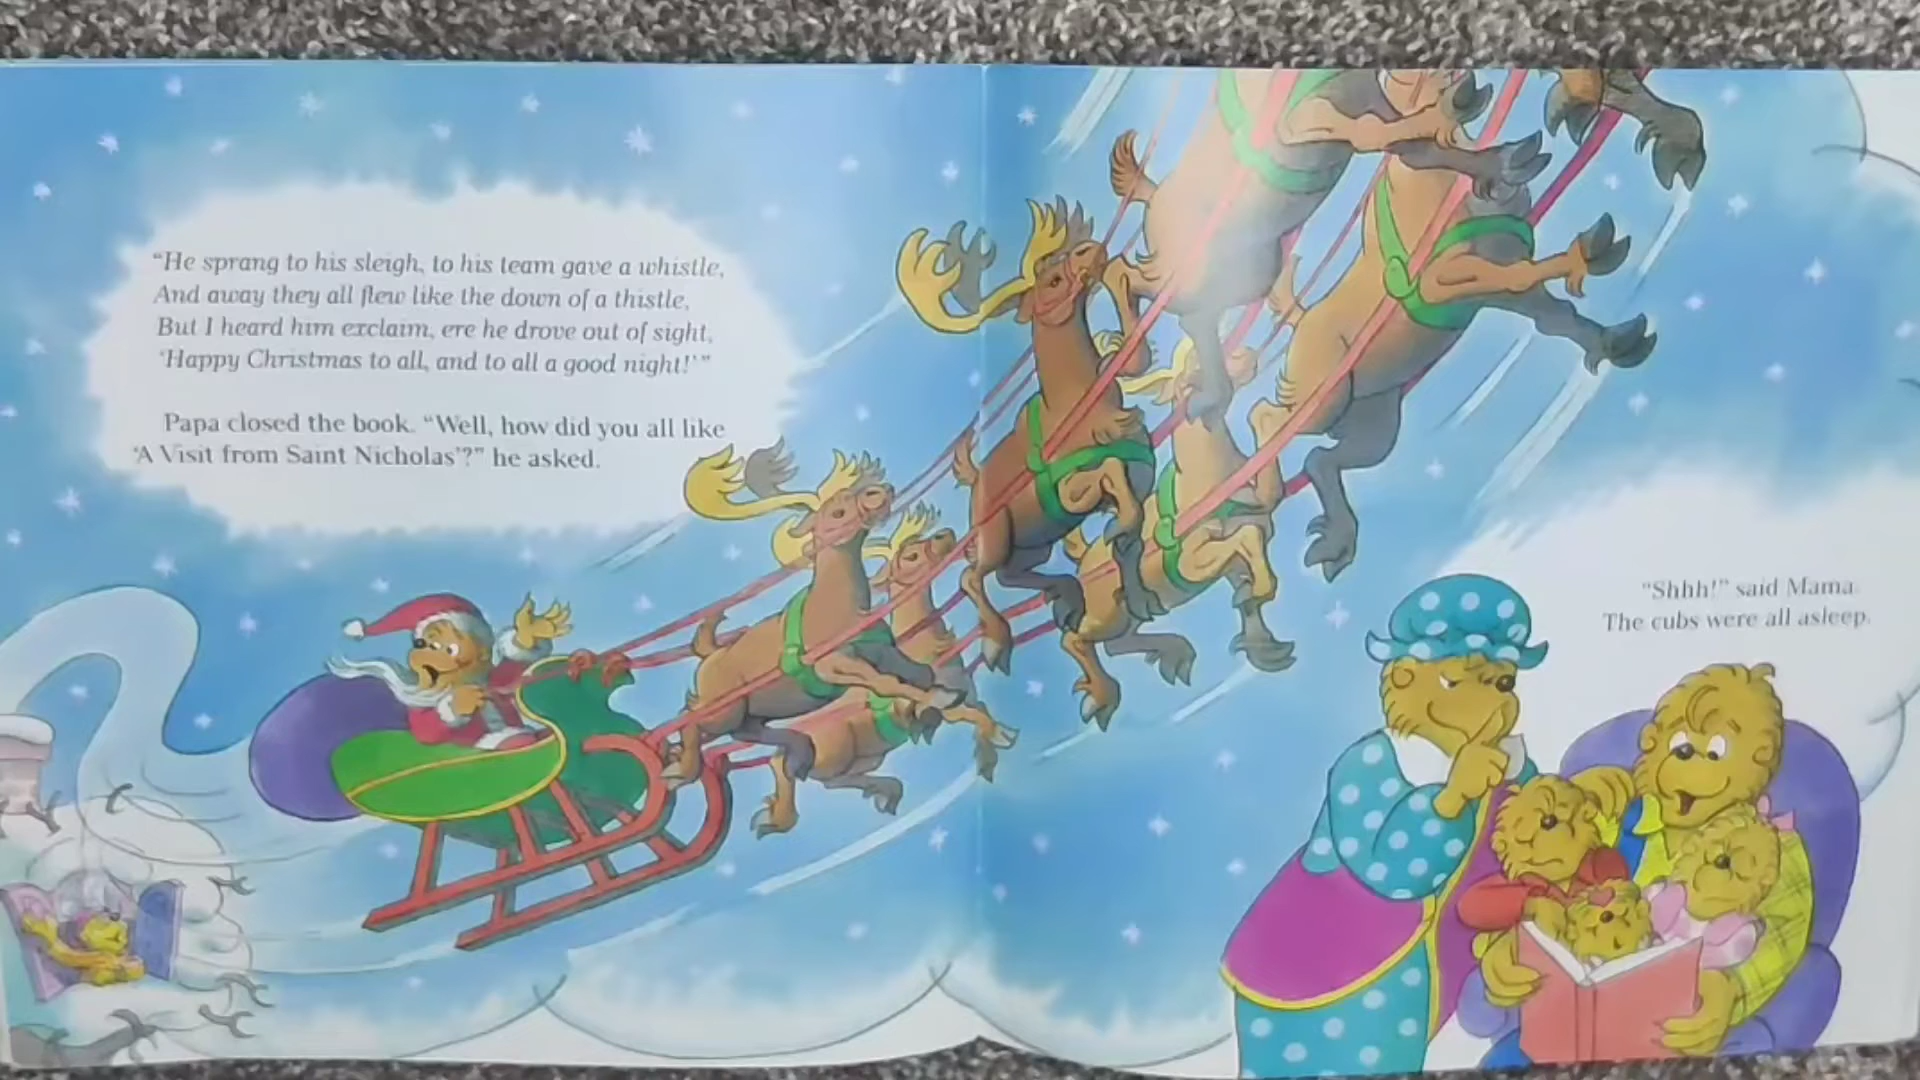 “He sprang to his sleigh, to his team gave a whistle,
And away they all flew like the down of a thistle,
But I heard him exclaim, ere he drove out of sight,
‘Happy Christmas to all, and to all a good night!’”
Papa closed the book. “Well, how did you all like
‘A Visit from Saint Nicholas’?” he asked.
“Shhh!” said Mama.
The cubs were all asleep.